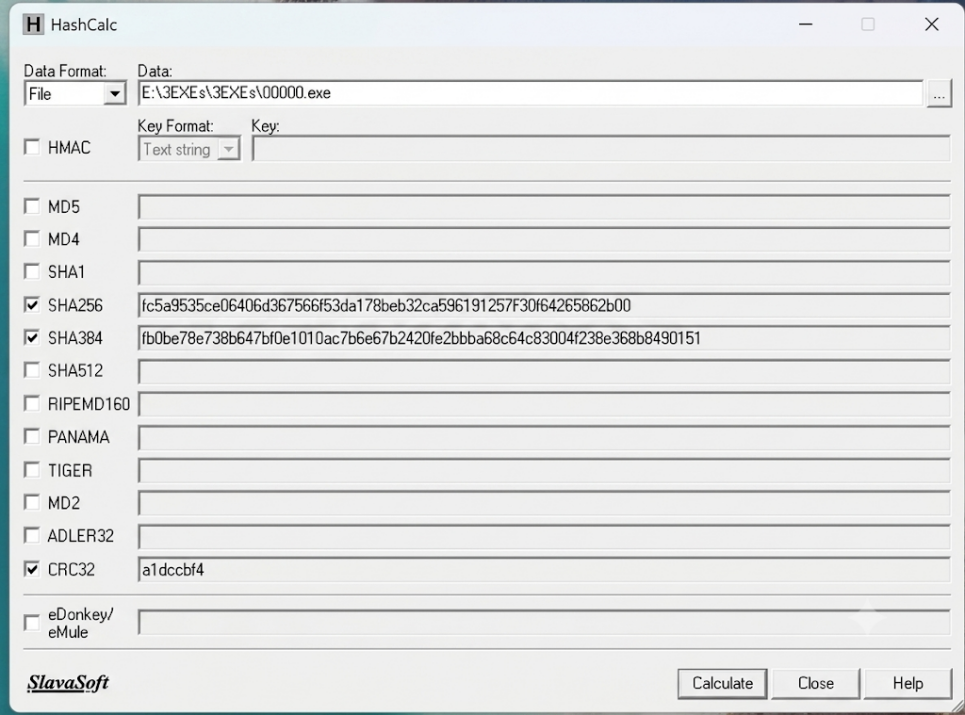 H HashCalc
Data Format: Data:
File E:\3EXEs\3EXEs\00000.exe ...
Key Format: Key:
HMAC Text string
MD5
MD4
SHA1
SHA256 fc5a9535ce06406d367566f53da178beb32ca596191257F30f64265862b00
SHA384 fb0be78e738b647bf0e1010ac7b6e67b2420fe2bbba68c64c83004f238e368b8490151
SHA512
RIPEMD160
PANAMA
TIGER
MD2
ADLER32
CRC32 a1dccbf4
eDonkey/
eMule
SlavaSoft Calculate Close Help